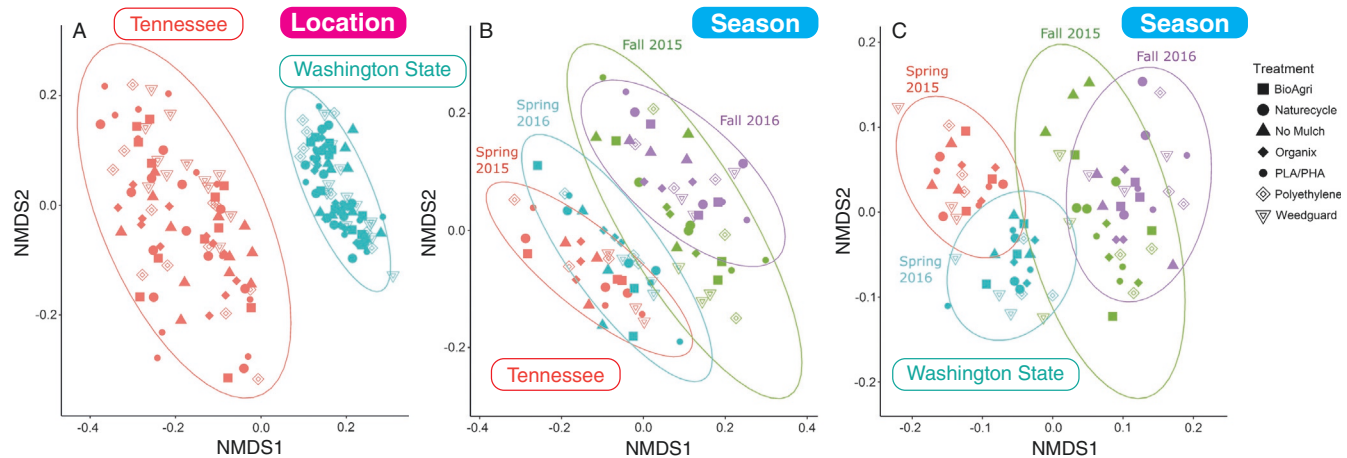 A
Tennessee
Location
Washington State
NMDS2
0.2
0.0
-0.2
-0.4
-0.2
0.0
0.2
NMDS1
B
Season
Fall 2015
Fall 2016
Spring
2016
Spring
2015
Tennessee
NMDS2
0.2
0.0
-0.2
-0.4
-0.2
0.0
0.2
0.4
NMDS1
C
Season
Fall 2015
Fall 2016
Spring
2015
Spring
2016
Washington State
NMDS2
0.2
0.1
0.0
-0.1
-0.2
-0.2
-0.1
0.0
0.1
0.2
NMDS1
Treatment
BioAgri
Naturecycle
No Mulch
Organix
PLA/PHA
Polyethylene
Weedguard